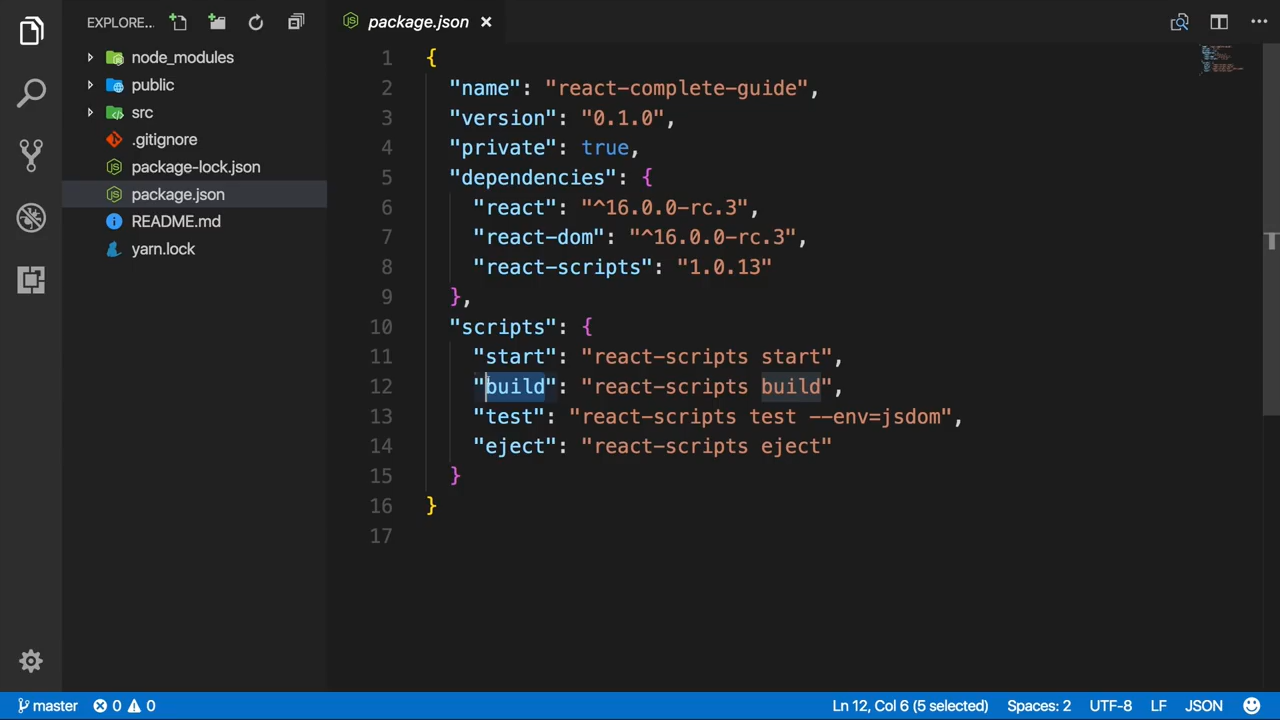 EXPLORE...
node_modules
public
src
.gitignore
package-lock.json
package.json
README.md
yarn.lock
package.json
1 {
2 "name": "react-complete-guide",
3 "version": "0.1.0",
4 "private": true,
5 "dependencies": {
6 "react": "^16.0.0-rc.3",
7 "react-dom": "^16.0.0-rc.3",
8 "react-scripts": "1.0.13"
9 },
10 "scripts": {
11 "start": "react-scripts start",
12 "build": "react-scripts build",
13 "test": "react-scripts test --env=jsdom",
14 "eject": "react-scripts eject"
15 }
16 }
17
master 0 0 Ln 12, Col 6 (5 selected) Spaces: 2 UTF-8 LF JSON